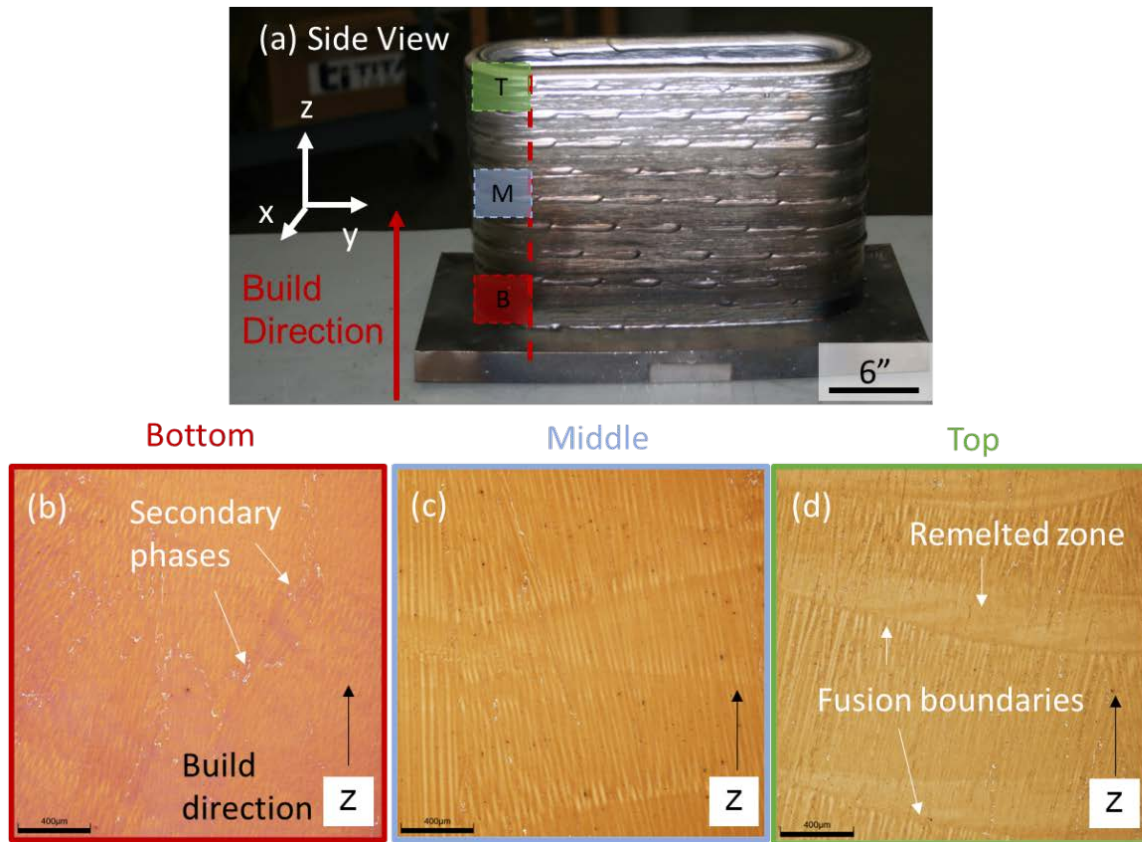 (a) Side View
T
z
M
x
y
Build
Direction
B
6”
Bottom
Middle
Top
(b)
Secondary
phases
Build
direction
Z
400µm
(c)
Z
400µm
(d)
Remelted zone
Fusion boundaries
Z
400µm